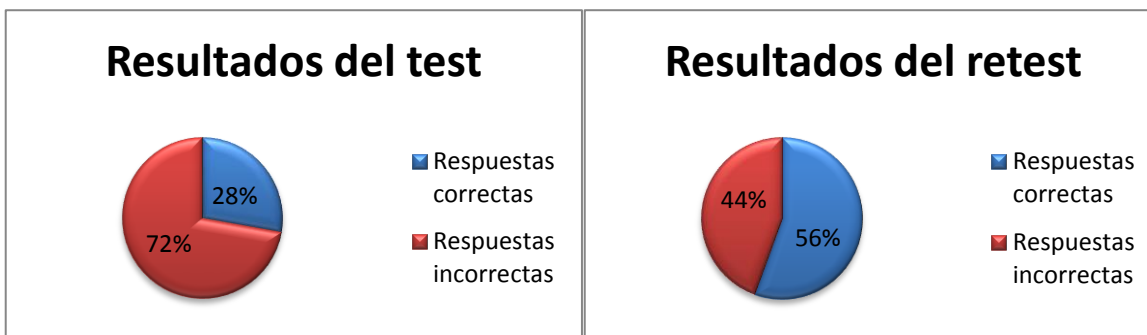 Resultados del test
28%
72%
Respuestas
correctas
Respuestas
incorrectas
Resultados del retest
44%
56%
Respuestas
correctas
Respuestas
incorrectas